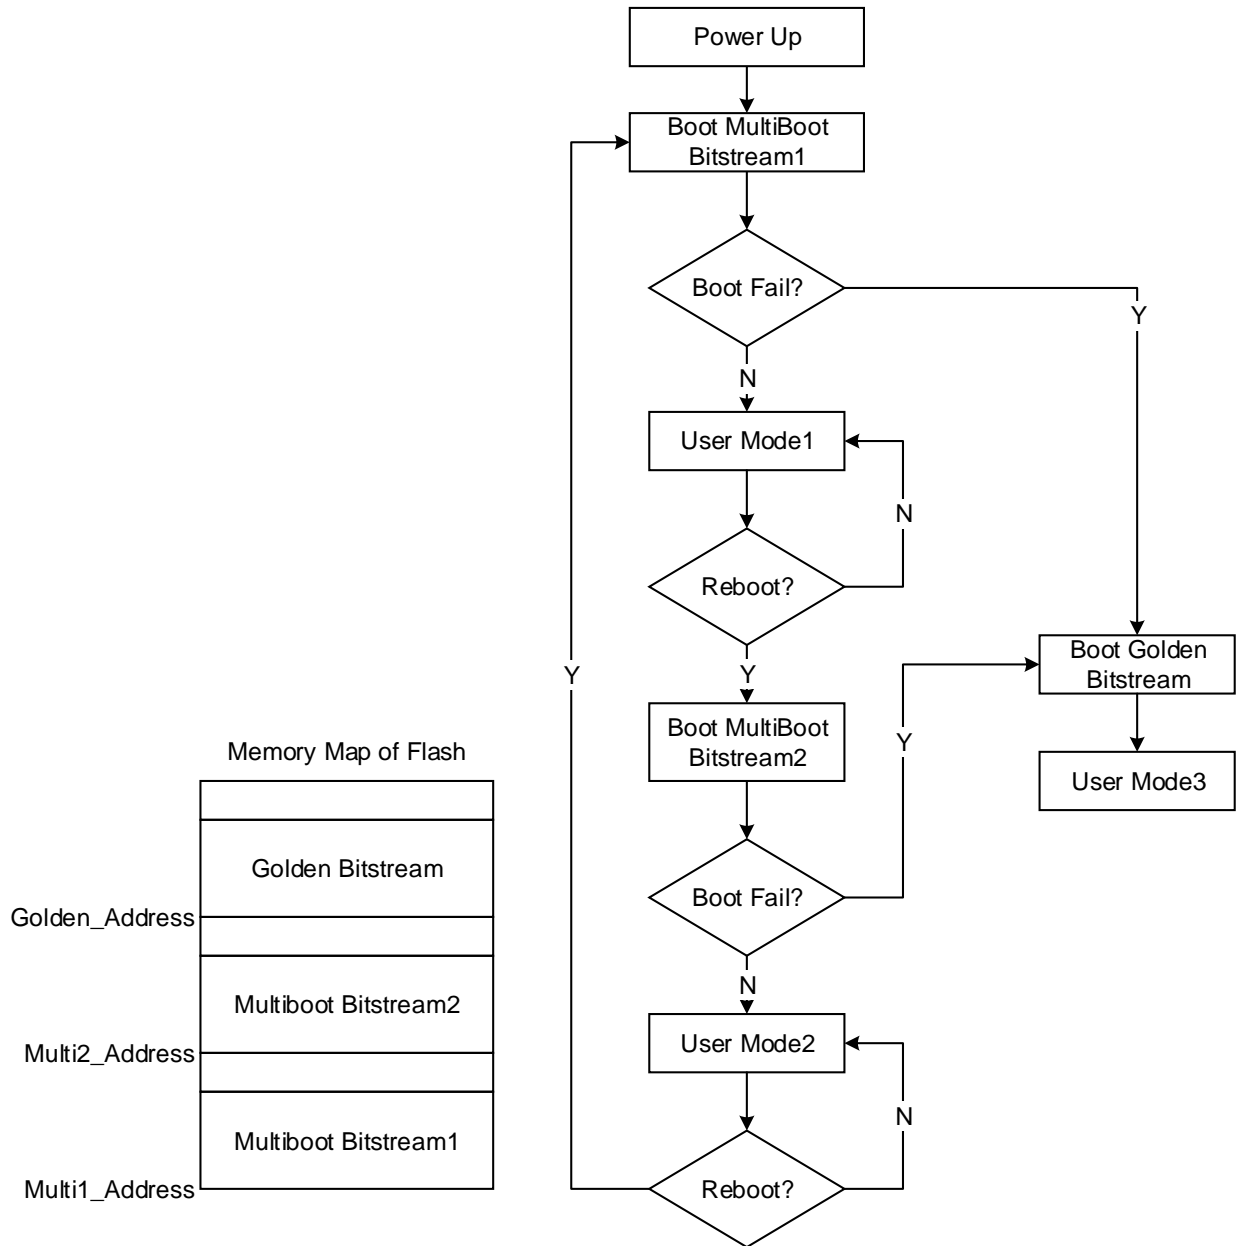 Power Up
Boot MultiBoot
Bitstream1
Boot Fail?
Y
N
User Mode1
N
Reboot?
Y
Y
Boot Golden
Bitstream
Boot MultiBoot
Bitstream2
Y
User Mode3
Boot Fail?
N
User Mode2
N
Reboot?
Memory Map of Flash
Golden Bitstream
Golden_Address
Multiboot Bitstream2
Multi2_Address
Multiboot Bitstream1
Multi1_Address